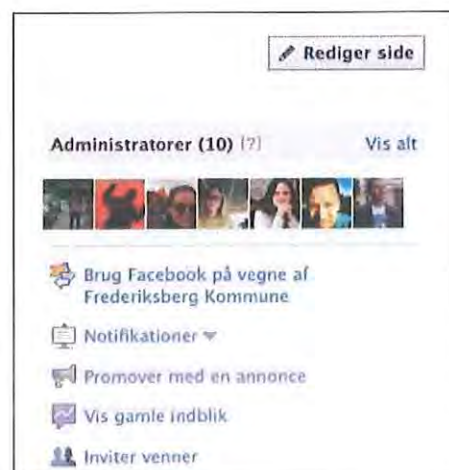 Rediger side
Administratorer (10) [?] Vis alt
Brug Facebook på vegne af
Frederiksberg Kommune
Notifikationer
Promover med en annonce
Vis gamle indblik
Inviter venner